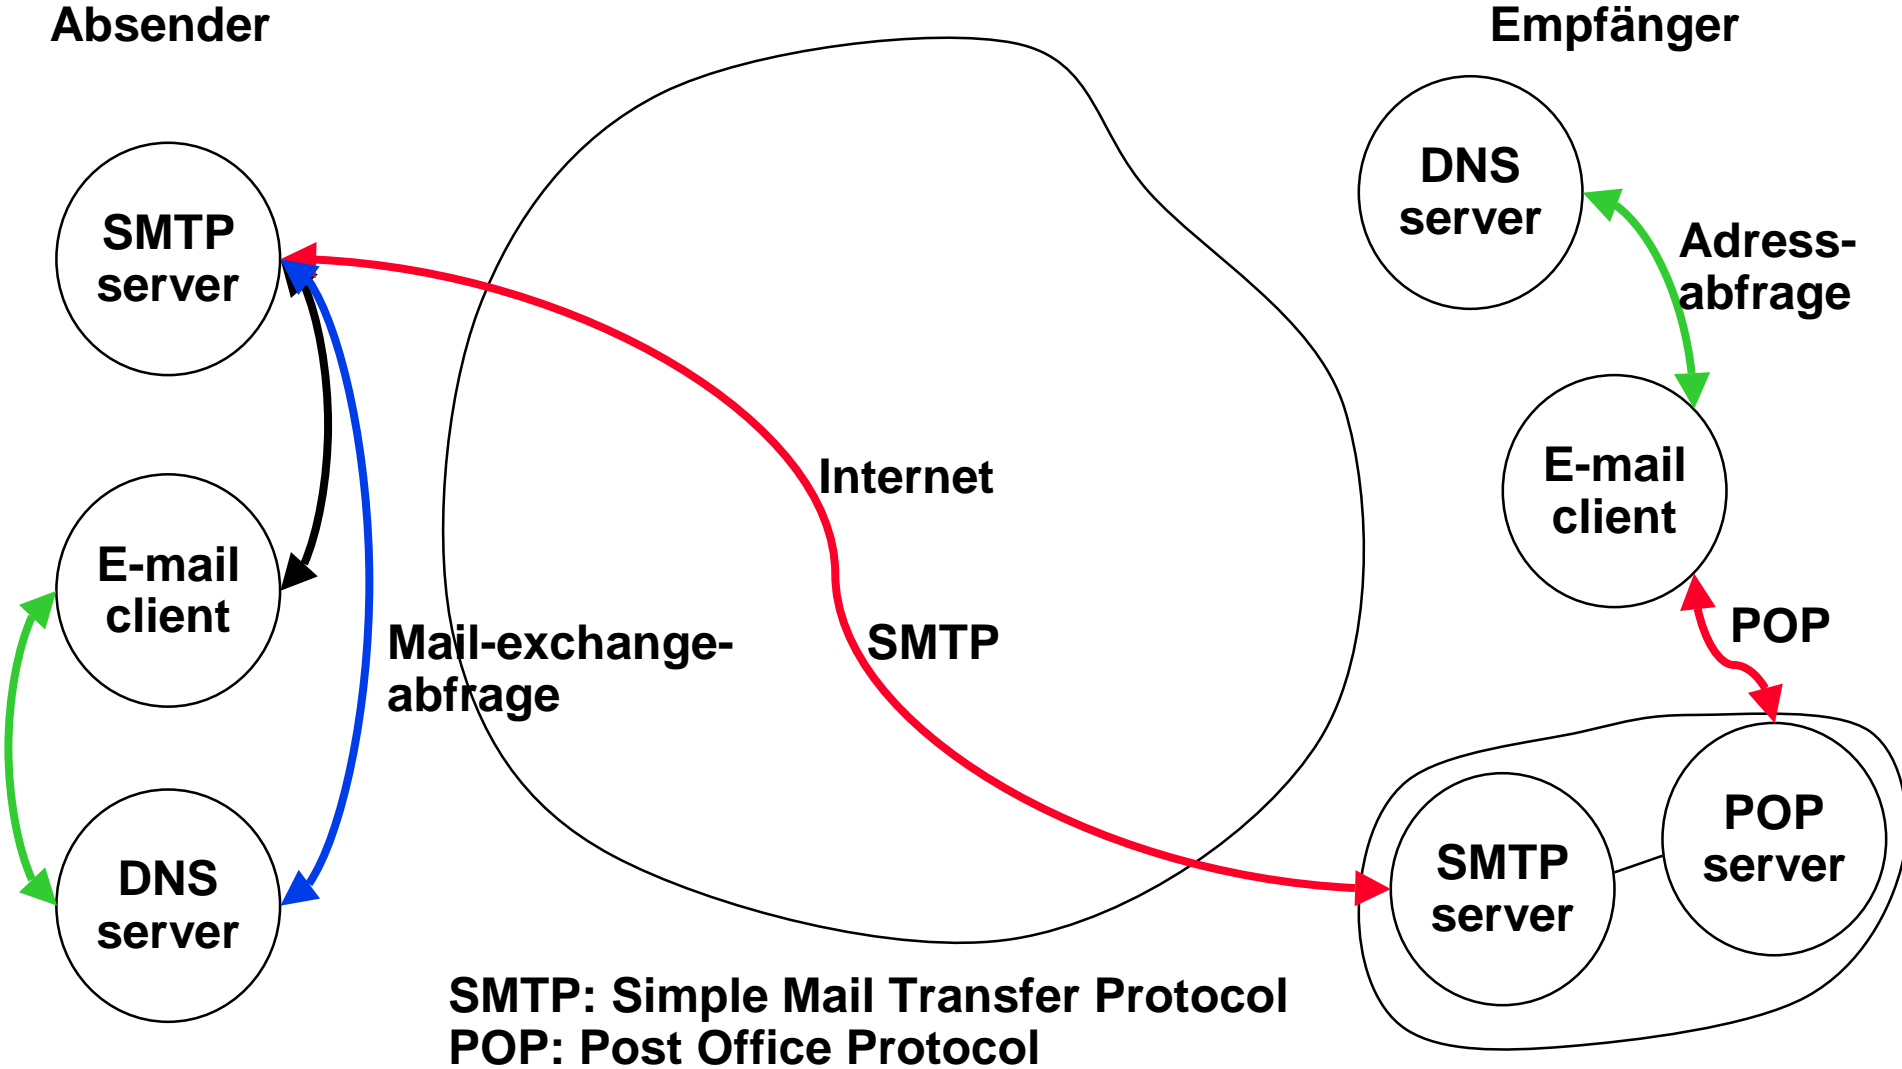 Absender
Empfänger
SMTP
server
E-mail
client
DNS
server
Mail-exchange-
abfrage
Internet
SMTP
DNS
server
Adress-
abfrage
E-mail
client
POP
SMTP
server
POP
server
SMTP: Simple Mail Transfer Protocol
POP: Post Office Protocol